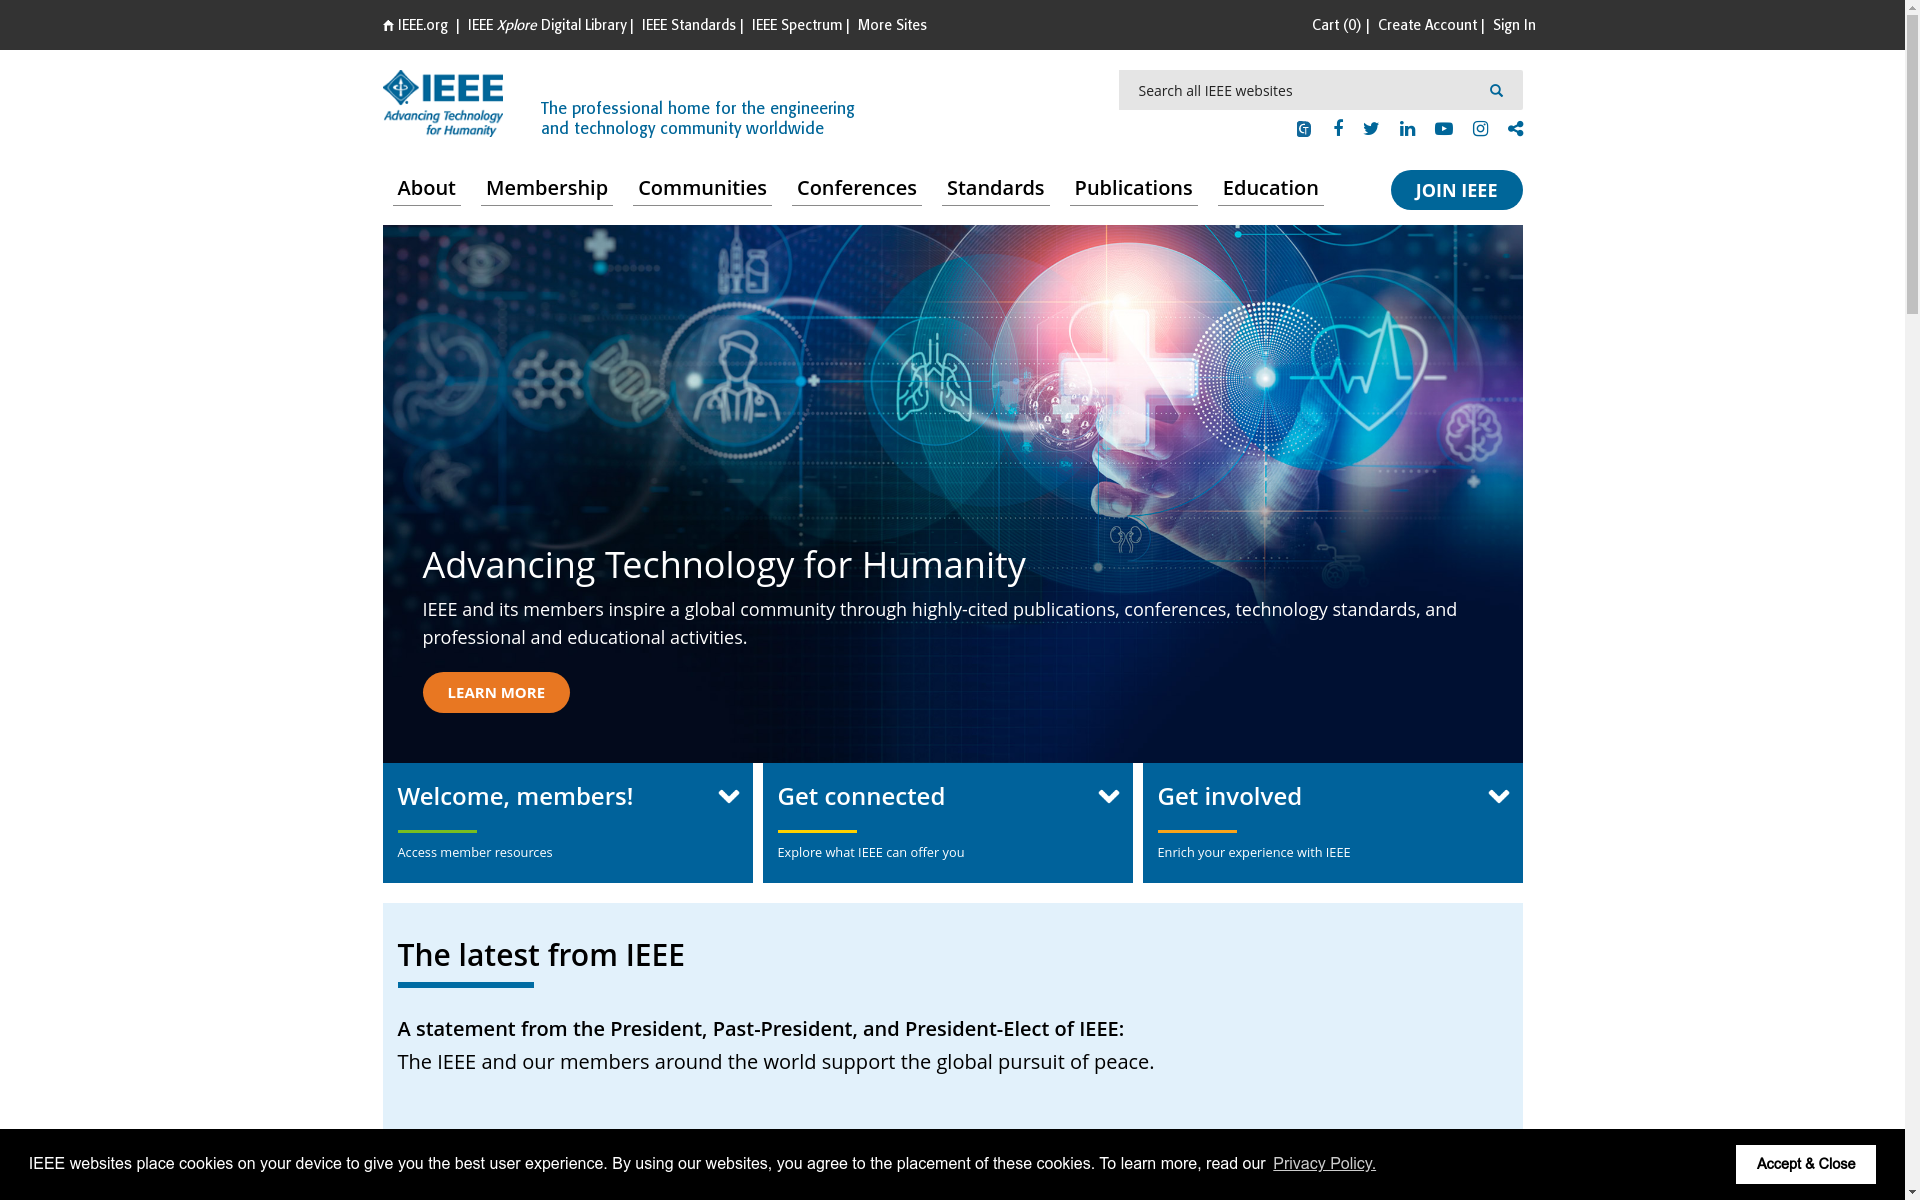 IEEE.org | IEEE Xplore Digital Library | IEEE Standards | IEEE Spectrum | More Sites
Cart (0) | Create Account | Sign In
IEEE
Advancing Technology
for Humanity
The professional home for the engineering
and technology community worldwide
Search all IEEE websites
About
Membership
Communities
Conferences
Standards
Publications
Education
JOIN IEEE
Advancing Technology for Humanity
IEEE and its members inspire a global community through highly-cited publications, conferences, technology standards, and
professional and educational activities.
LEARN MORE
Welcome, members!
Access member resources
Get connected
Explore what IEEE can offer you
Get involved
Enrich your experience with IEEE
The latest from IEEE
A statement from the President, Past-President, and President-Elect of IEEE:
The IEEE and our members around the world support the global pursuit of peace.
IEEE websites place cookies on your device to give you the best user experience. By using our websites, you agree to the placement of these cookies. To learn more, read our Privacy Policy.
Accept & Close